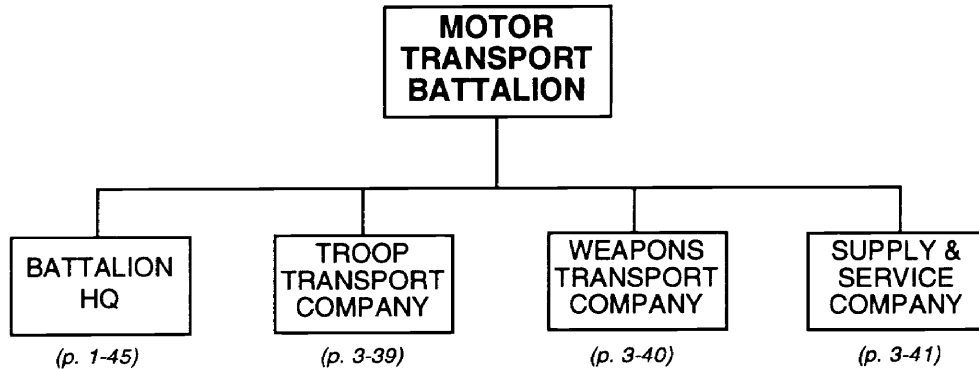 MOTOR
TRANSPORT
BATTALION
BATTALION
HQ
(p. 1-45)
TROOP
TRANSPORT
COMPANY
(p. 3-39)
WEAPONS
TRANSPORT
COMPANY
(p. 3-40)
SUPPLY &
SERVICE
COMPANY
(p. 3-41)